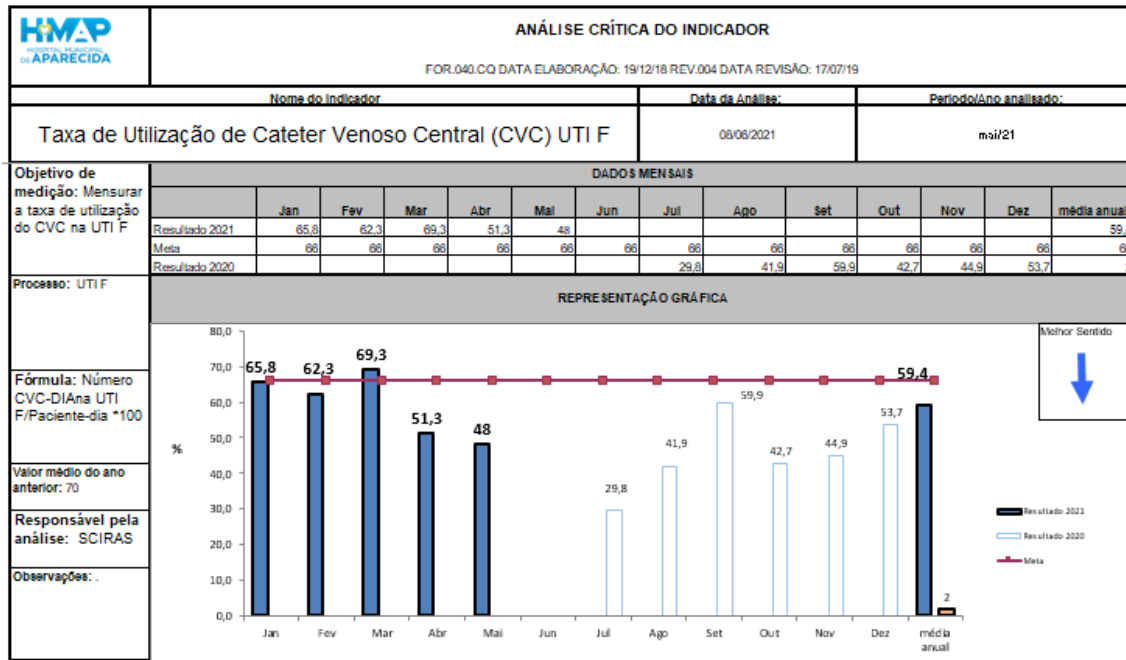 HMAP
HOSPITAL MUNICIPAL
DE APARECIDA
ANÁLISE CRÍTICA DO INDICADOR
FOR.040.CQ DATA ELABORAÇÃO: 19/12/18 REV.004 DATA REVISÃO: 17/07/19
Nome do Indicador Data da Análise: Periodo/Ano analisado:
Taxa de Utilização de Cateter Venoso Central (CVC) UTI F 08/06/2021 mai/21
Objetivo de
medição: Mensurar
a taxa de utilização
do CVC na UTI F
DADOS MENSAIS
Jan Fev Mar Abr Mai Jun Jul Ago Set Out Nov Dez média anual
Resultado 2021 65,8 62,3 69,3 51,3 48 59,
Meta 66 66 66 66 66 66 66 66 66 66 66 66 6
Resultado 2020 29,8 41,9 59,9 42,7 44,9 53,7
Processo: UTI F
Fórmula: Número
CVC-DIAna UTI
F/Paciente-dia *100
Valor médio do ano
anterior: 70
Responsável pela
análise: SCIRAS
Observações: .
REPRESENTAÇÃO GRÁFICA
Melhor Sentido
%
80,0
70,0
60,0
50,0
40,0
30,0
20,0
10,0
0,0
65,8 62,3 69,3 51,3 48 29,8 41,9 59,9 42,7 44,9 53,7 59,4 2
Jan Fev Mar Abr Mai Jun Jul Ago Set Out Nov Dez média
anual
Resultado 2021
Resultado 2020
Meta